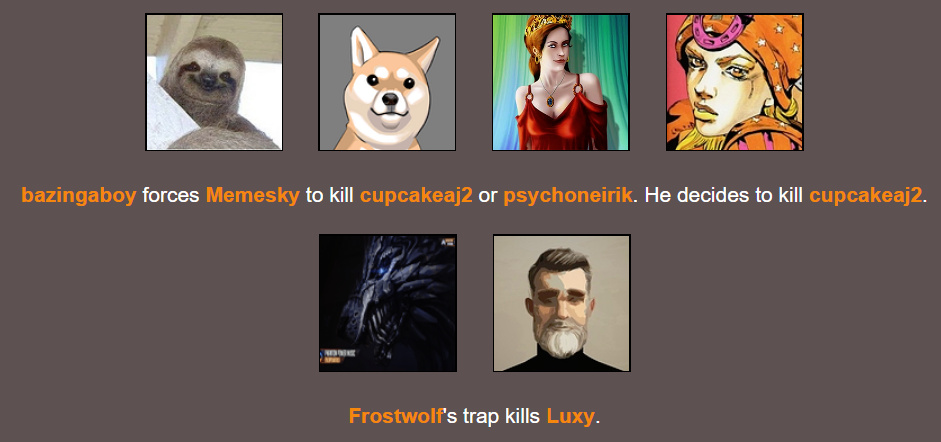 bazingaboy forces Memesky to kill cupcakeaj2 or psychoneirik. He decides to kill cupcakeaj2.
Frostwolf's trap kills Luxy.